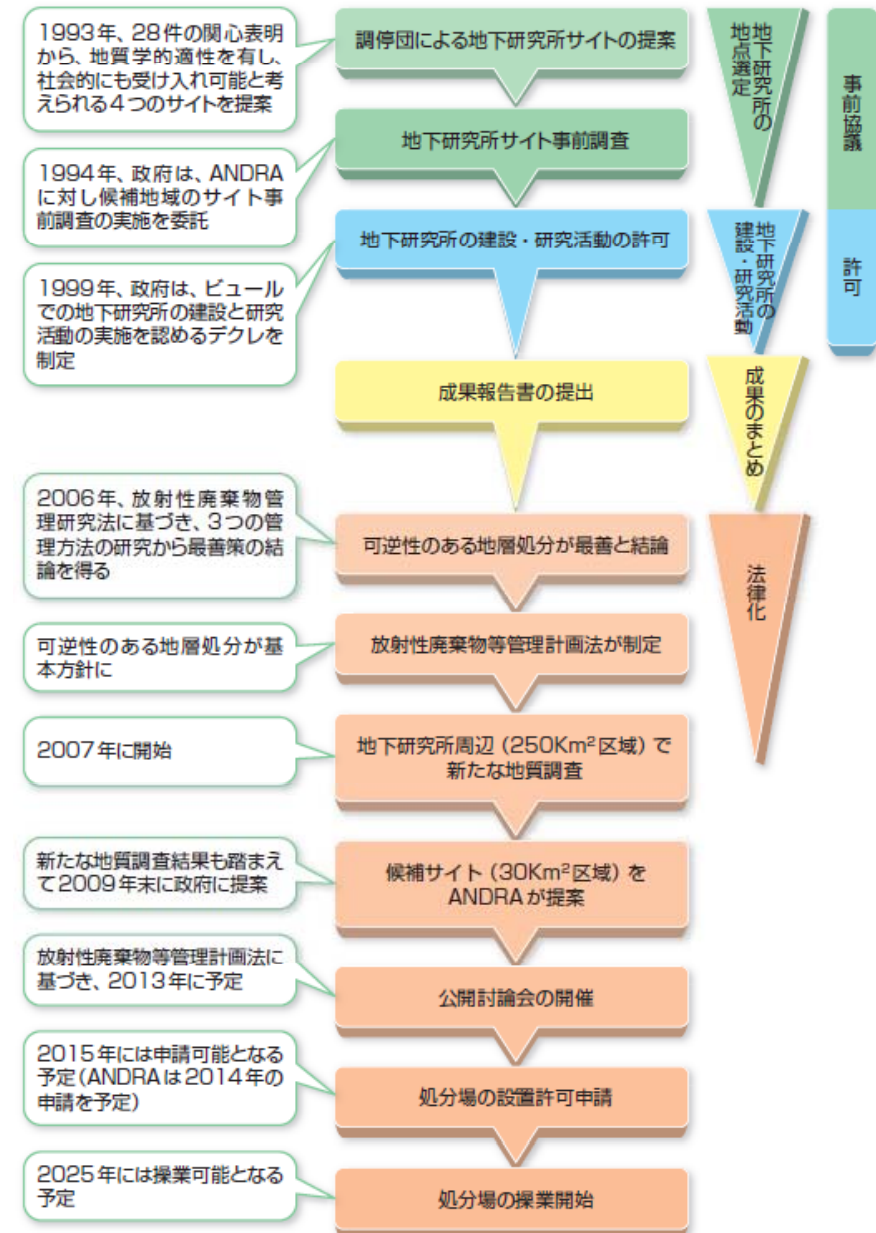 1993年、28件の関心表明
から、地質学的適性を有し、
社会的にも受け入れ可能と考
えられる4つのサイトを提案
調停団による地下研究所サイトの提案
地下研究所の
地点選定
事前協議
1994年、政府は、ANDRA
に対し候補地域のサイト事
前調査の実施を委託
地下研究所サイト事前調査
1999年、政府は、ビュール
での地下研究所の建設と研究
活動の実施を認めるデクレを
制定
地下研究所の建設・研究活動の許可
地下研究所の
建設・研究活動
許可
成果報告書の提出
成果のまとめ
2006年、放射性廃棄物管
理研究法に基づき、3つの管
理方法の研究から最善策の結
論を得る
可逆性のある地層処分が最善と結論
法律化
可逆性のある地層処分が基
本方針に
放射性廃棄物等管理計画法が制定
2007年に開始
地下研究所周辺（250Km²区域）で
新たな地質調査
新たな地質調査結果も踏まえ
て2009年末に政府に提案
候補サイト（30Km²区域）を
ANDRAが提案
放射性廃棄物等管理計画法に
基づき、2013年に予定
公開討論会の開催
2015年には申請可能となる
予定（ANDRAは2014年の
申請を予定）
処分場の設置許可申請
2025年には操業可能となる
予定
処分場の操業開始